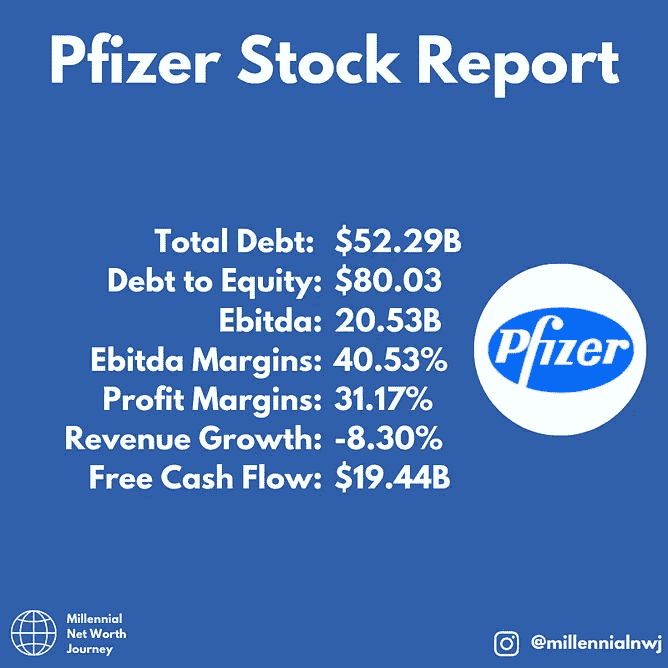 Pfizer Stock Report
Total Debt: $52.29B
Debt to Equity: $80.03
Ebitda: 20.53B
Ebitda Margins: 40.53%
Profit Margins: 31.17%
Revenue Growth: -8.30%
Free Cash Flow: $19.44B
Pfizer
Millennial
Net Worth
Journey
@millennialnwj